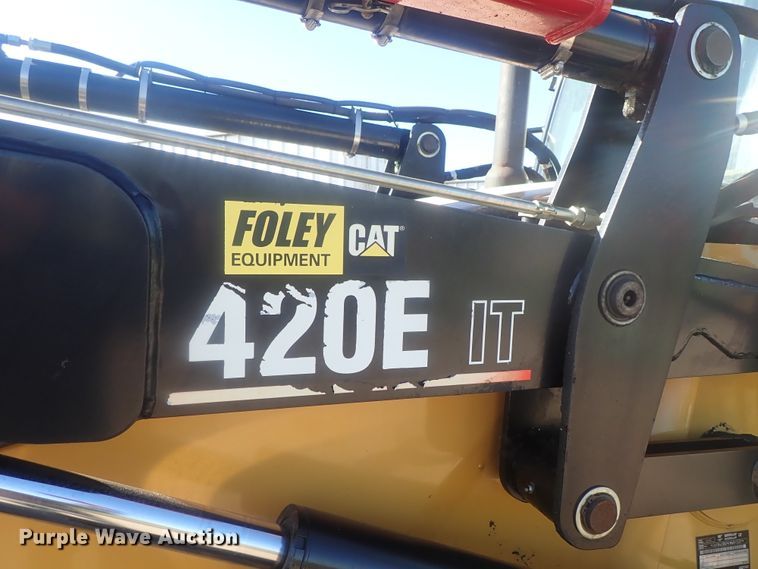 FOLEY
EQUIPMENT
CAT®
420E IT
Purple Wave Auction